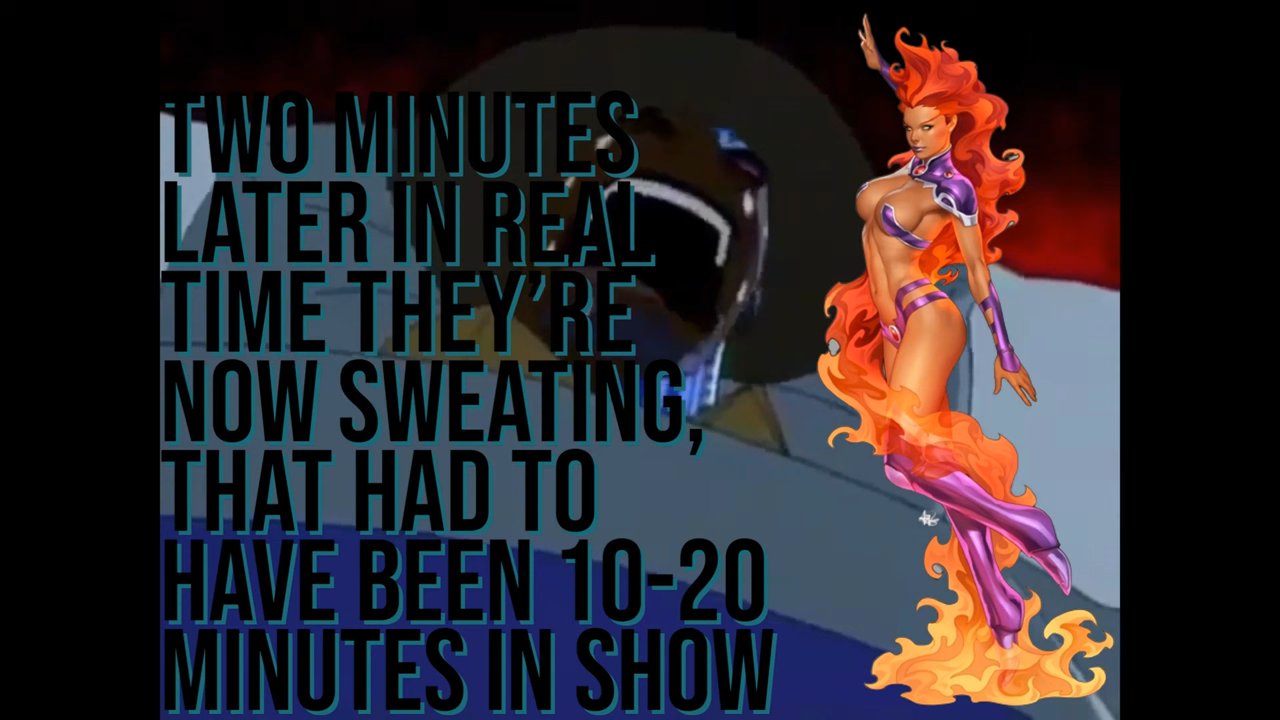 TWO MINUTES
LATER IN REAL
TIME THEY'RE
NOW SWEATING,
THAT HAD TO
HAVE BEEN 10-20
MINUTES IN SHOW